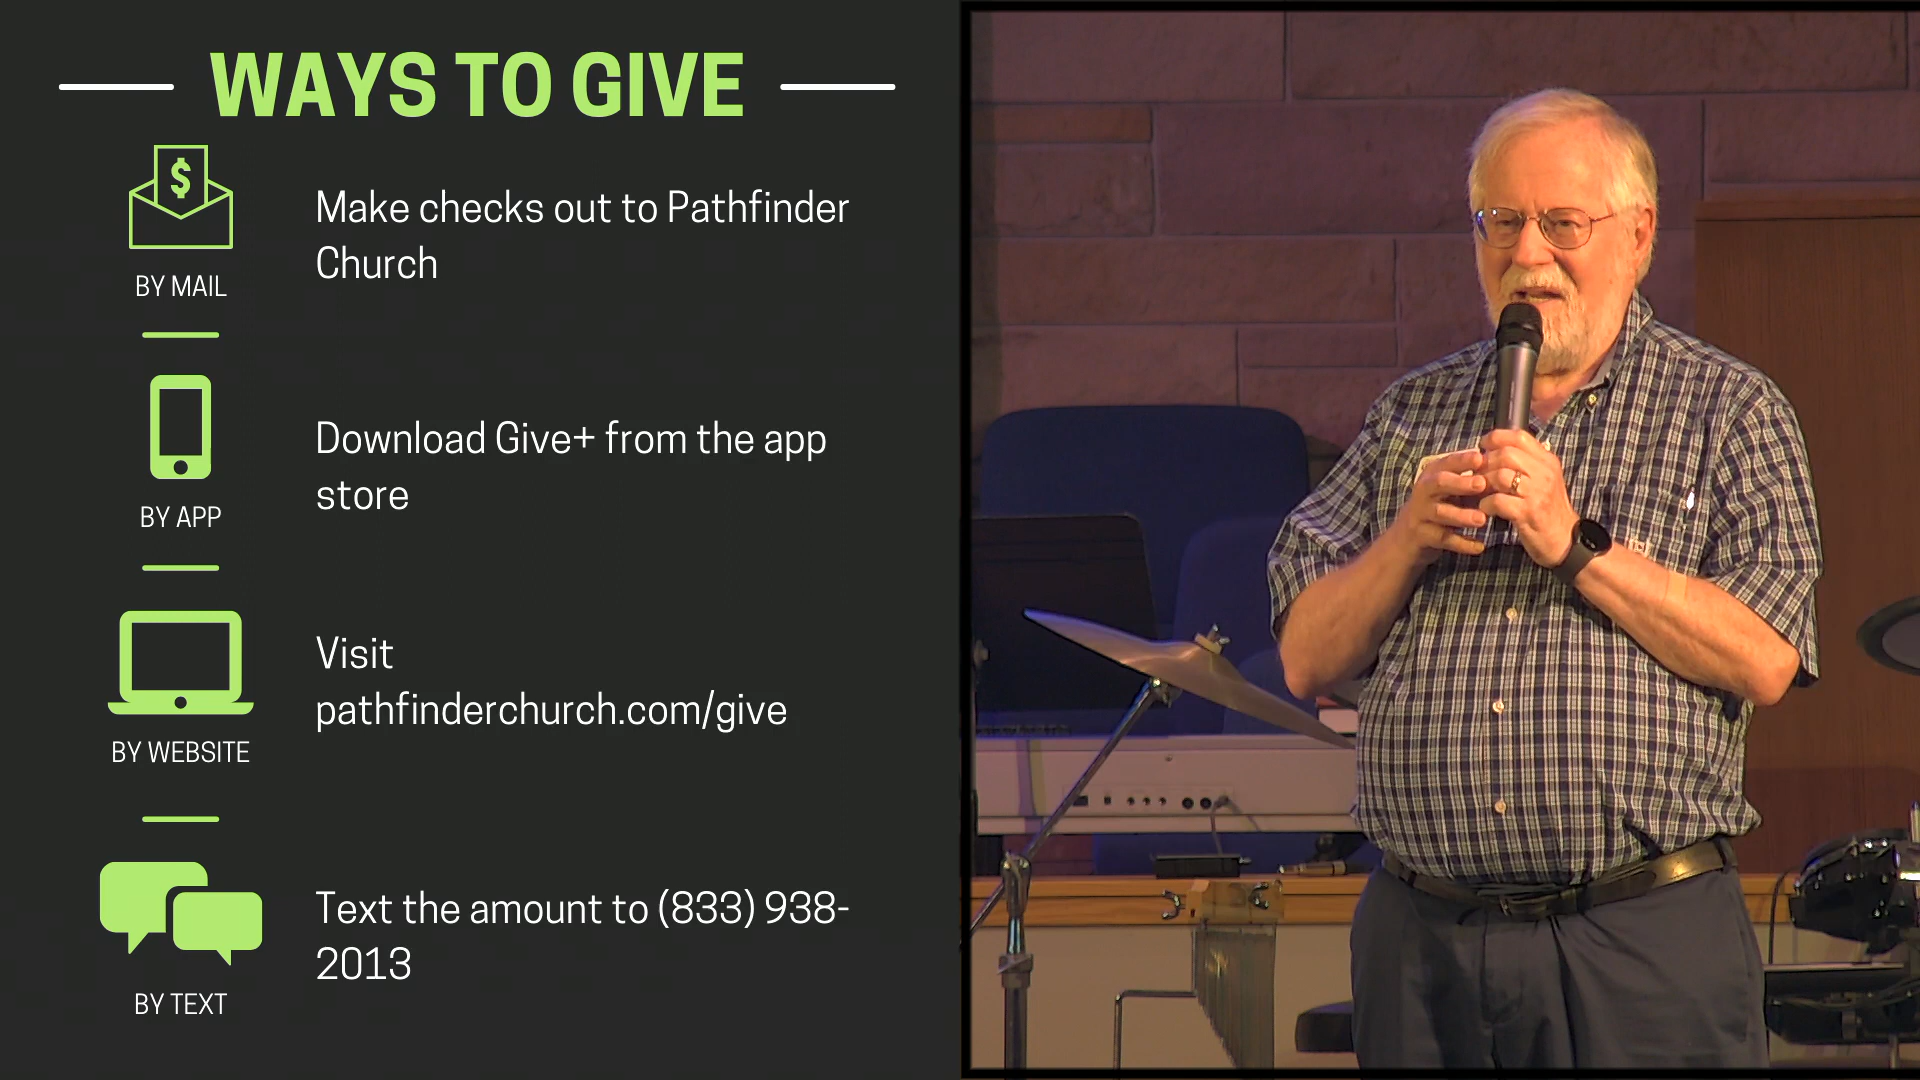 WAYS TO GIVE
$
Make checks out to Pathfinder
Church
BY MAIL
Download Give+ from the app
store
BY APP
Visit
pathfinderchurch.com/give
BY WEBSITE
Text the amount to (833) 938-
2013
BY TEXT